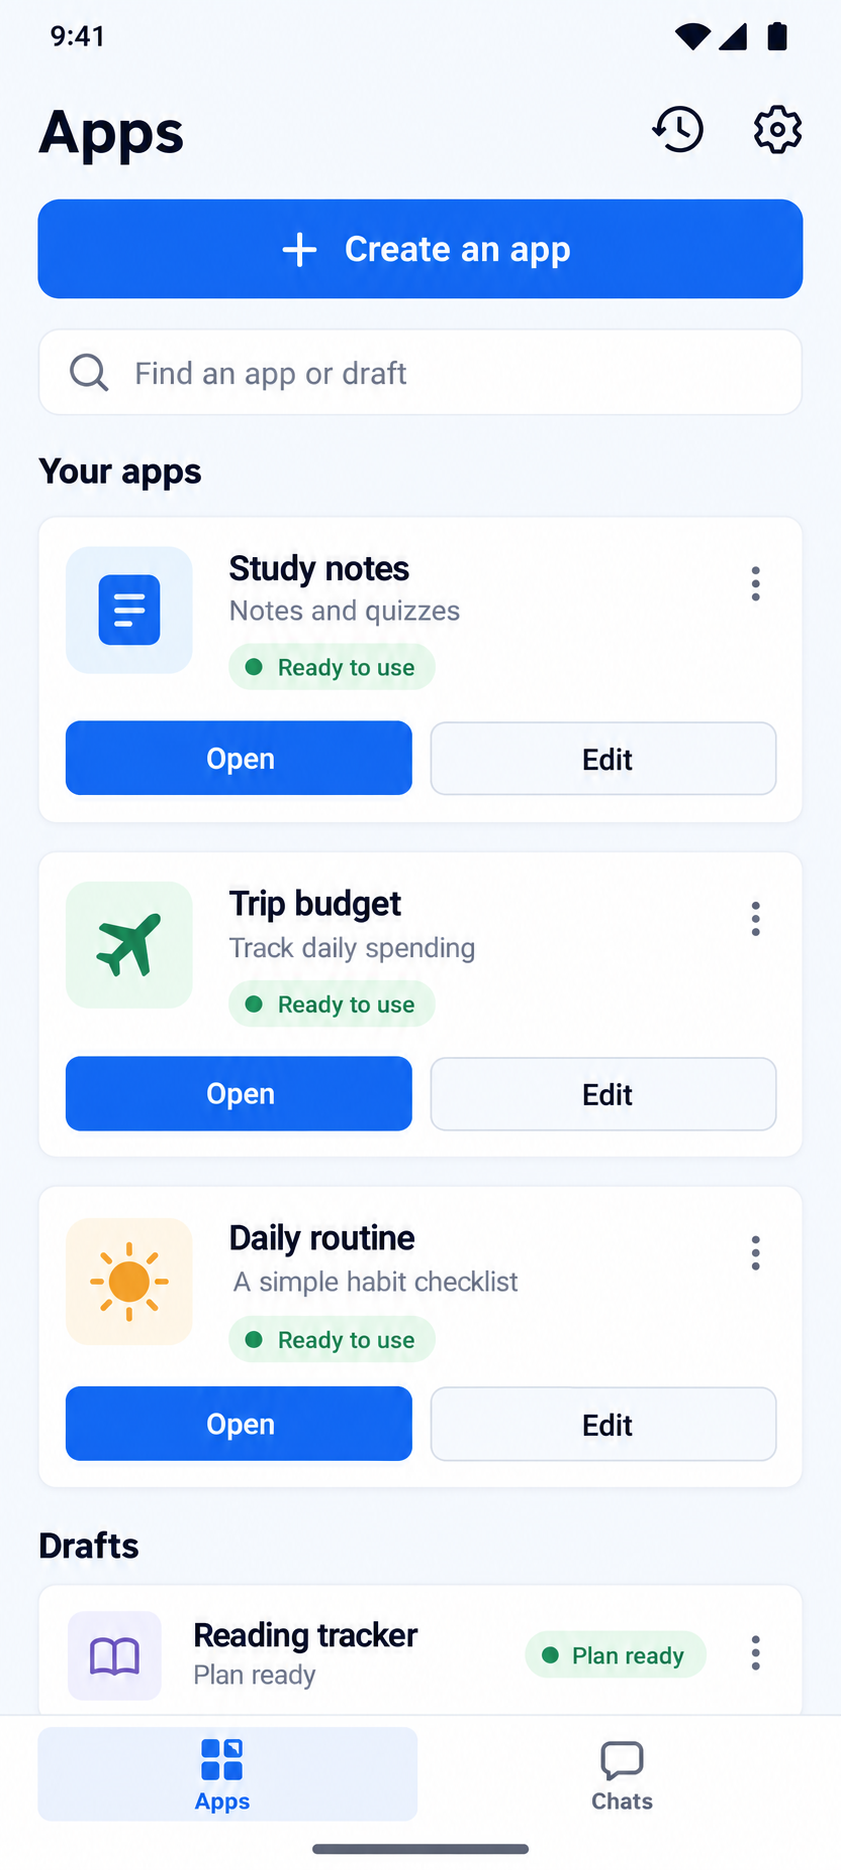 9:41
Apps
Create an app
Find an app or draft
Your apps
Study notes
Notes and quizzes
Ready to use
Open
Edit
Trip budget
Track daily spending
Ready to use
Open
Edit
Daily routine
A simple habit checklist
Ready to use
Open
Edit
Drafts
Reading tracker
Plan ready
Plan ready
Apps
Chats